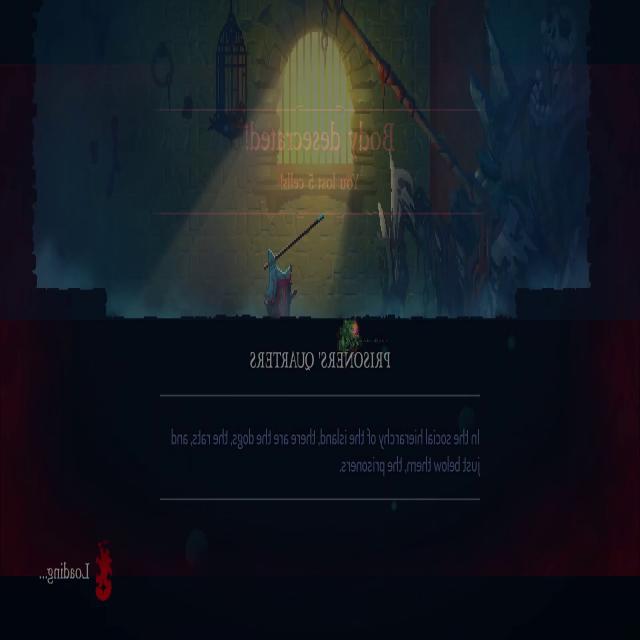 Body desecrated!
You lost 5 cells!
PRISONERS' QUARTERS
In the social hierarchy of the island, there are the dogs, the rats, and,
just below them, the prisoners.
Loading...